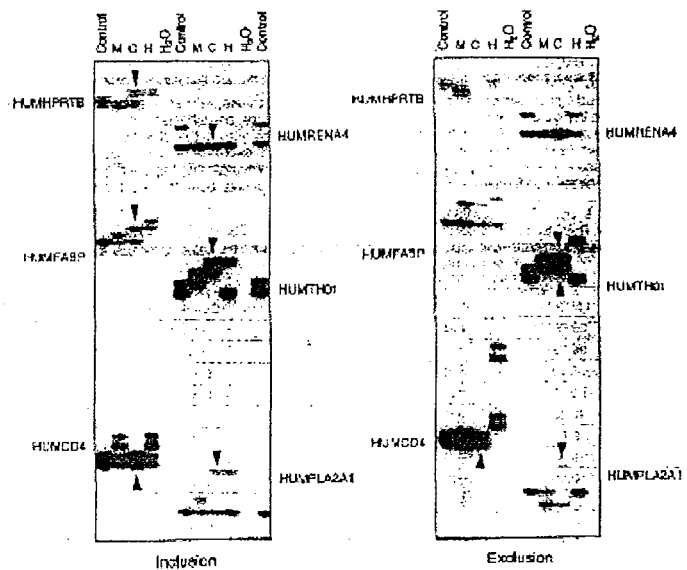 Control M C H H₂O Control M C H H₂O Control
Control M C H H₂O Control M C H H₂O
HUMHPRTB
HUMRENA4
HUMFABP
HUMTH01
HUMCD4
HUMPLA2A1
Inclusion
HUMHPRTB
HUMRENA4
HUMFABP
HUMTH01
HUMCD4
HUMPLA2A1
Exclusion